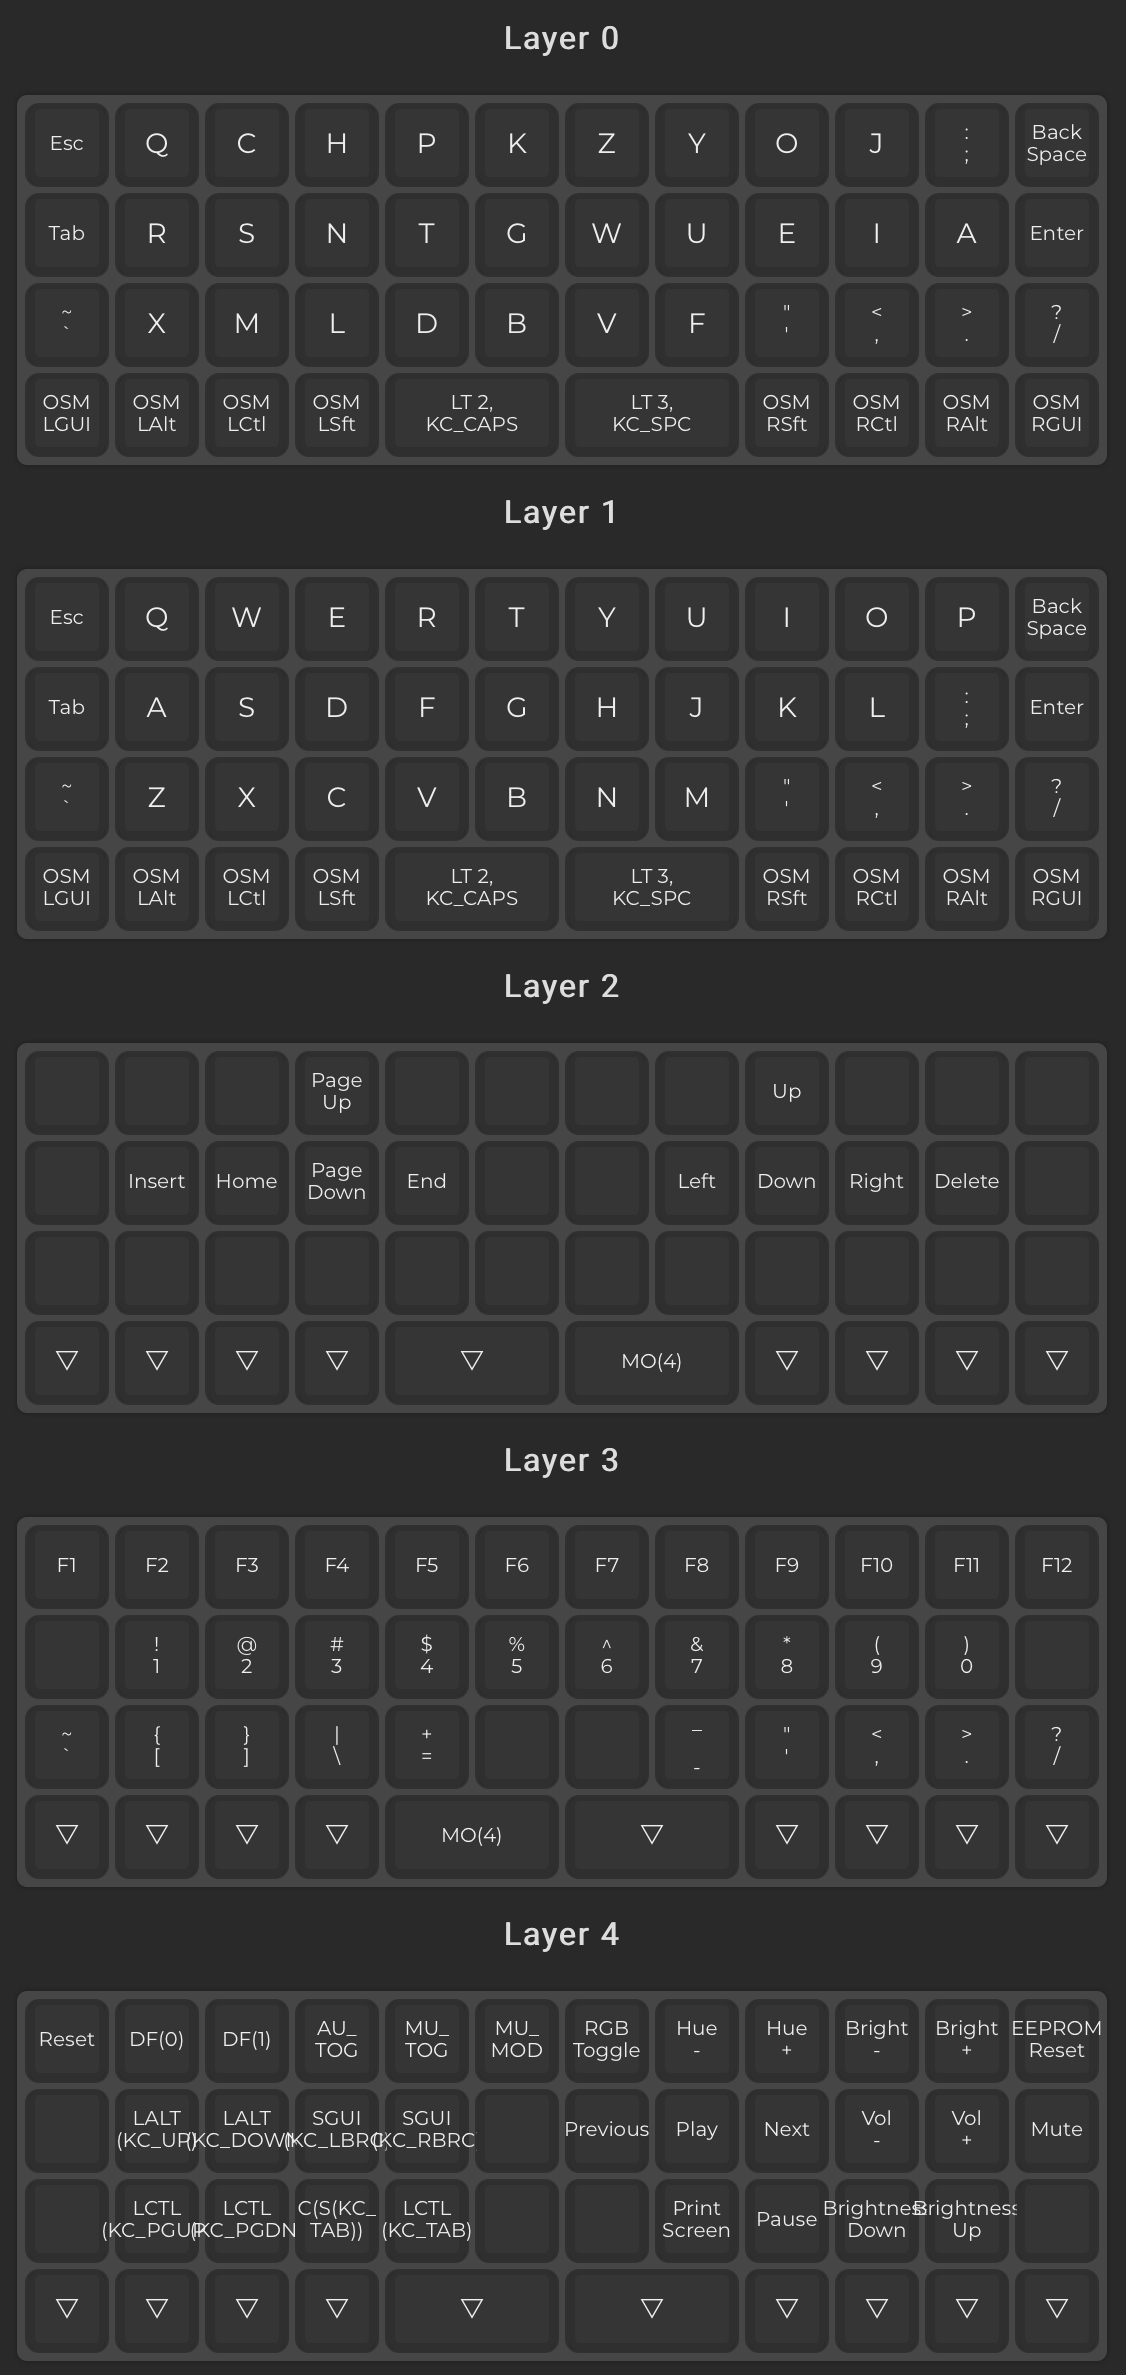 Layer 0
Esc Q C H P K Z Y O J : Back
; Space
Tab R S N T G W U E I A Enter
~ X M L D B V F " < > ?
` ' , . /
OSM OSM OSM OSM LT 2, LT 3, OSM OSM OSM OSM
LGUI LAlt LCtl LSft KC_CAPS KC_SPC RSft RCtl RAlt RGUI
Layer 1
Esc Q W E R T Y U I O P Back
Space
Tab A S D F G H J K L : Enter
;
~ Z X C V B N M " < > ?
` ' , . /
OSM OSM OSM OSM LT 2, LT 3, OSM OSM OSM OSM
LGUI LAlt LCtl LSft KC_CAPS KC_SPC RSft RCtl RAlt RGUI
Layer 2
Page Up
Up
Insert Home Page End Left Down Right Delete
Down
▽ ▽ ▽ ▽ ▽ MO(4) ▽ ▽ ▽ ▽
Layer 3
F1 F2 F3 F4 F5 F6 F7 F8 F9 F10 F11 F12
! @ # $ % ^ & * ( )
1 2 3 4 5 6 7 8 9 0
~ { } | + _ " < > ?
` [ ] \ = - ' , . /
▽ ▽ ▽ ▽ MO(4) ▽ ▽ ▽ ▽ ▽
Layer 4
Reset DF(0) DF(1) AU_ MU_ MU_ RGB Hue Hue Bright Bright EEPROM
TOG TOG MOD Toggle - + - + Reset
LALT LALT SGUI SGUI Previous Play Next Vol Vol Mute
(KC_UP) (KC_DOWN (KC_LBRC (KC_RBRC - +
LCTL LCTL C(S(KC_ LCTL Print Pause Brightness Brightness
(KC_PGUP (KC_PGDN TAB)) (KC_TAB) Screen Down Up
▽ ▽ ▽ ▽ ▽ ▽ ▽ ▽ ▽ ▽